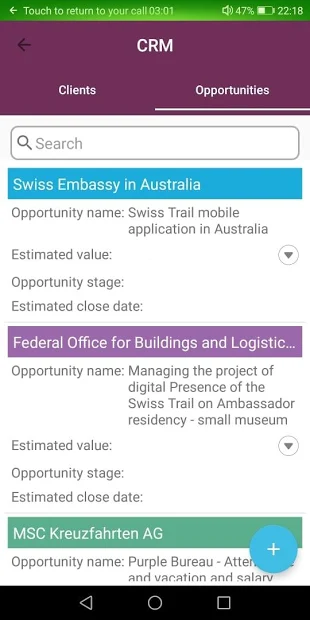 Touch to return to your call 03:01 47% 22:18
CRM
Clients Opportunities
Search
Swiss Embassy in Australia
Opportunity name: Swiss Trail mobile
application in Australia
Estimated value:
Opportunity stage:
Estimated close date:
Federal Office for Buildings and Logistic...
Opportunity name: Managing the project of
digital Presence of the
Swiss Trail on Ambassador
residency - small museum
Estimated value:
Opportunity stage:
Estimated close date:
MSC Kreuzfahrten AG
Opportunity name: Purple Bureau -
and vacation and salary